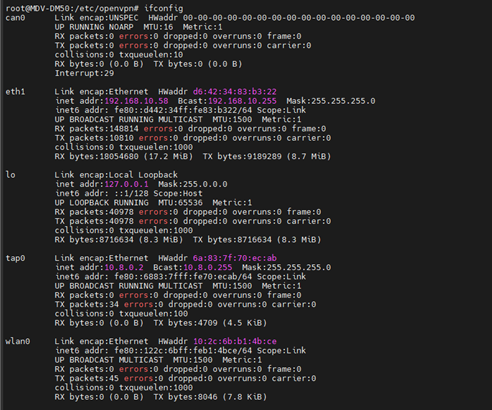 root@MDV-DM50:/etc/openvpn# ifconfig
can0      Link encap:UNSPEC  HWaddr 00-00-00-00-00-00-00-00-00-00-00-00-00-00-00-00
          UP RUNNING NOARP  MTU:16  Metric:1
          RX packets:0 errors:0 dropped:0 overruns:0 frame:0
          TX packets:0 errors:0 dropped:0 overruns:0 carrier:0
          collisions:0 txqueuelen:10
          RX bytes:0 (0.0 B)  TX bytes:0 (0.0 B)
          Interrupt:29
eth1      Link encap:Ethernet  HWaddr d6:42:34:83:b3:22
          inet addr:192.168.10.58  Bcast:192.168.10.255  Mask:255.255.255.0
          inet6 addr: fe80::d442:34ff:fe83:b322/64 Scope:Link
          UP BROADCAST RUNNING MULTICAST  MTU:1500  Metric:1
          RX packets:148814 errors:0 dropped:0 overruns:0 frame:0
          TX packets:10810 errors:0 dropped:0 overruns:0 carrier:0
          collisions:0 txqueuelen:1000
          RX bytes:18054680 (17.2 MiB)  TX bytes:9189289 (8.7 MiB)
lo        Link encap:Local Loopback
          inet addr:127.0.0.1  Mask:255.0.0.0
          inet6 addr: ::1/128 Scope:Host
          UP LOOPBACK RUNNING  MTU:65536  Metric:1
          RX packets:40978 errors:0 dropped:0 overruns:0 frame:0
          TX packets:40978 errors:0 dropped:0 overruns:0 carrier:0
          collisions:0 txqueuelen:1000
          RX bytes:8716634 (8.3 MiB)  TX bytes:8716634 (8.3 MiB)
tap0      Link encap:Ethernet  HWaddr 6a:83:7f:70:ec:ab
          inet addr:10.8.0.2  Bcast:10.8.0.255  Mask:255.255.255.0
          inet6 addr: fe80::6883:7fff:fe70:ecab/64 Scope:Link
          UP BROADCAST RUNNING MULTICAST  MTU:1500  Metric:1
          RX packets:0 errors:0 dropped:0 overruns:0 frame:0
          TX packets:34 errors:0 dropped:0 overruns:0 carrier:0
          collisions:0 txqueuelen:100
          RX bytes:0 (0.0 B)  TX bytes:4709 (4.5 KiB)
wlan0     Link encap:Ethernet  HWaddr 10:2c:6b:b1:4b:ce
          inet6 addr: fe80::122c:6bff:feb1:4bce/64 Scope:Link
          UP BROADCAST MULTICAST  MTU:1500  Metric:1
          RX packets:0 errors:0 dropped:0 overruns:0 frame:0
          TX packets:45 errors:0 dropped:0 overruns:0 carrier:0
          collisions:0 txqueuelen:1000
          RX bytes:0 (0.0 B)  TX bytes:8046 (7.8 KiB)